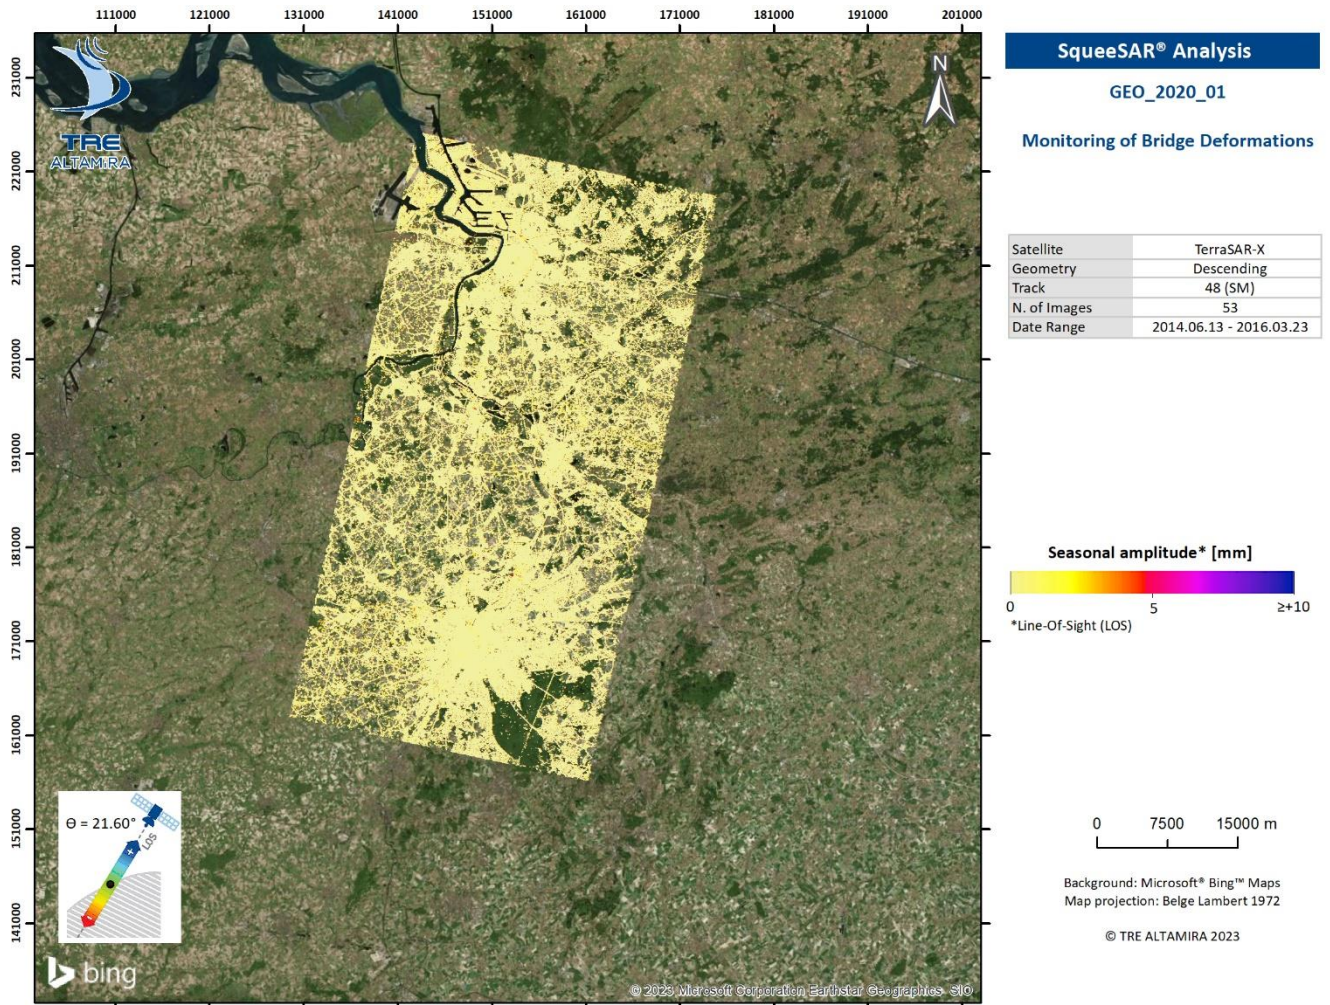 111000 121000 131000 141000 151000 161000 171000 181000 191000 201000
231000
221000
211000
201000
191000
181000
171000
161000
151000
141000
TRE
ALTAMIRA
N
Θ = 21.60°
LOS
+
-
bing
© 2023 Microsoft Corporation Earthstar Geographics SIO
SqueeSAR® Analysis
GEO_2020_01
Monitoring of Bridge Deformations
Satellite TerraSAR-X
Geometry Descending
Track 48 (SM)
N. of Images 53
Date Range 2014.06.13 - 2016.03.23
Seasonal amplitude* [mm]
0 5 ≥+10
*Line-Of-Sight (LOS)
0 7500 15000 m
Background: Microsoft® Bing™ Maps
Map projection: Belge Lambert 1972
© TRE ALTAMIRA 2023